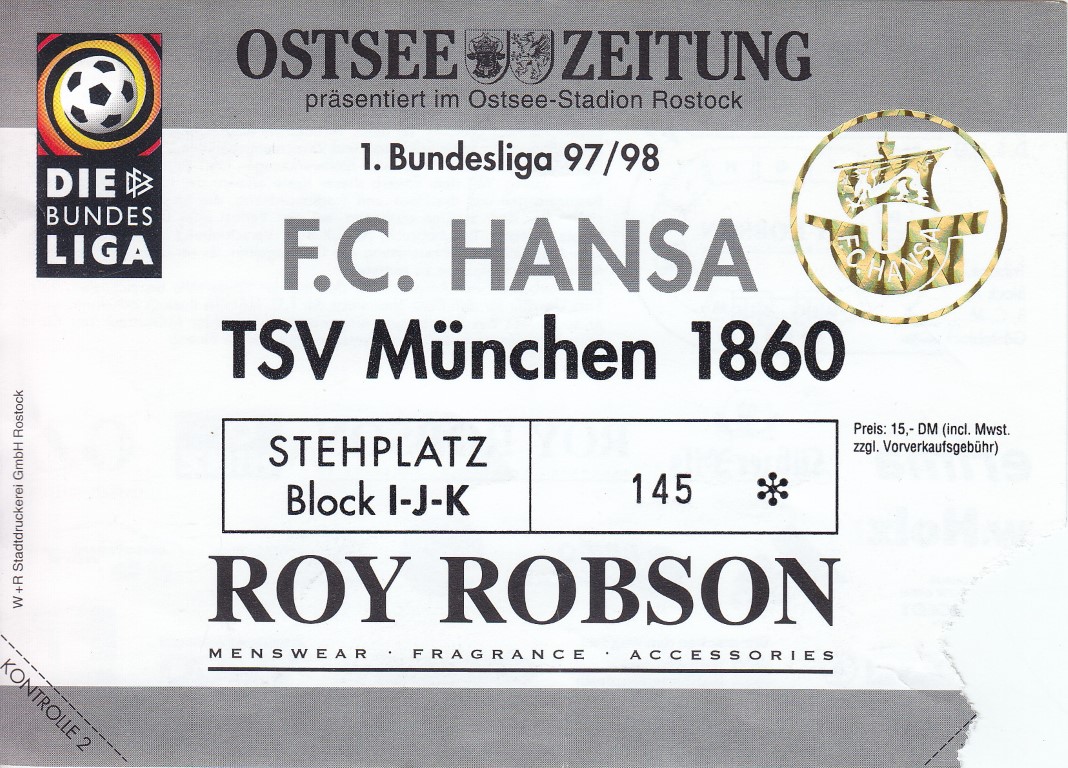 OSTSEE ZEITUNG
präsentiert im Ostsee-Stadion Rostock
DIE
BUNDES
LIGA
1. Bundesliga 97/98
F.C. HANSA
F.C. HANSA
TSV München 1860
STEHPLATZ
Block I-J-K
145 *
Preis: 15,- DM (incl. Mwst.
zzgl. Vorverkaufsgebühr)
ROY ROBSON
MENSWEAR · FRAGRANCE · ACCESSORIES
W+R Stadtdruckerei GmbH Rostock
KONTROLLE 2